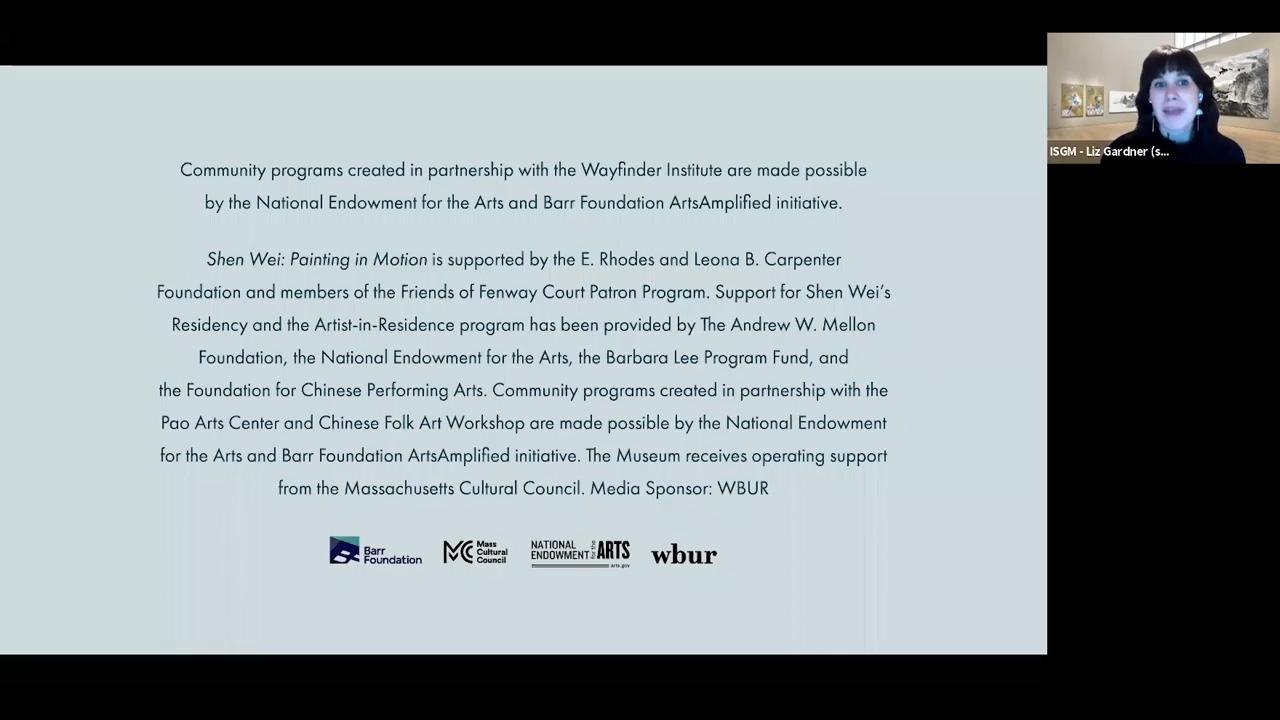 Community programs created in partnership with the Wayfinder Institute are made possible
by the National Endowment for the Arts and Barr Foundation ArtsAmplified initiative.
Shen Wei: Painting in Motion is supported by the E. Rhodes and Leona B. Carpenter
Foundation and members of the Friends of Fenway Court Patron Program. Support for Shen Wei’s
Residency and the Artist-in-Residence program has been provided by The Andrew W. Mellon
Foundation, the National Endowment for the Arts, the Barbara Lee Program Fund, and
the Foundation for Chinese Performing Arts. Community programs created in partnership with the
Pao Arts Center and Chinese Folk Art Workshop are made possible by the National Endowment
for the Arts and Barr Foundation ArtsAmplified initiative. The Museum receives operating support
from the Massachusetts Cultural Council. Media Sponsor: WBUR
Barr
Foundation
MCC
Mass
Cultural
Council
NATIONAL
ENDOWMENT
for the
ARTS
arts.gov
wbur
ISGM - Liz Gardner (s...